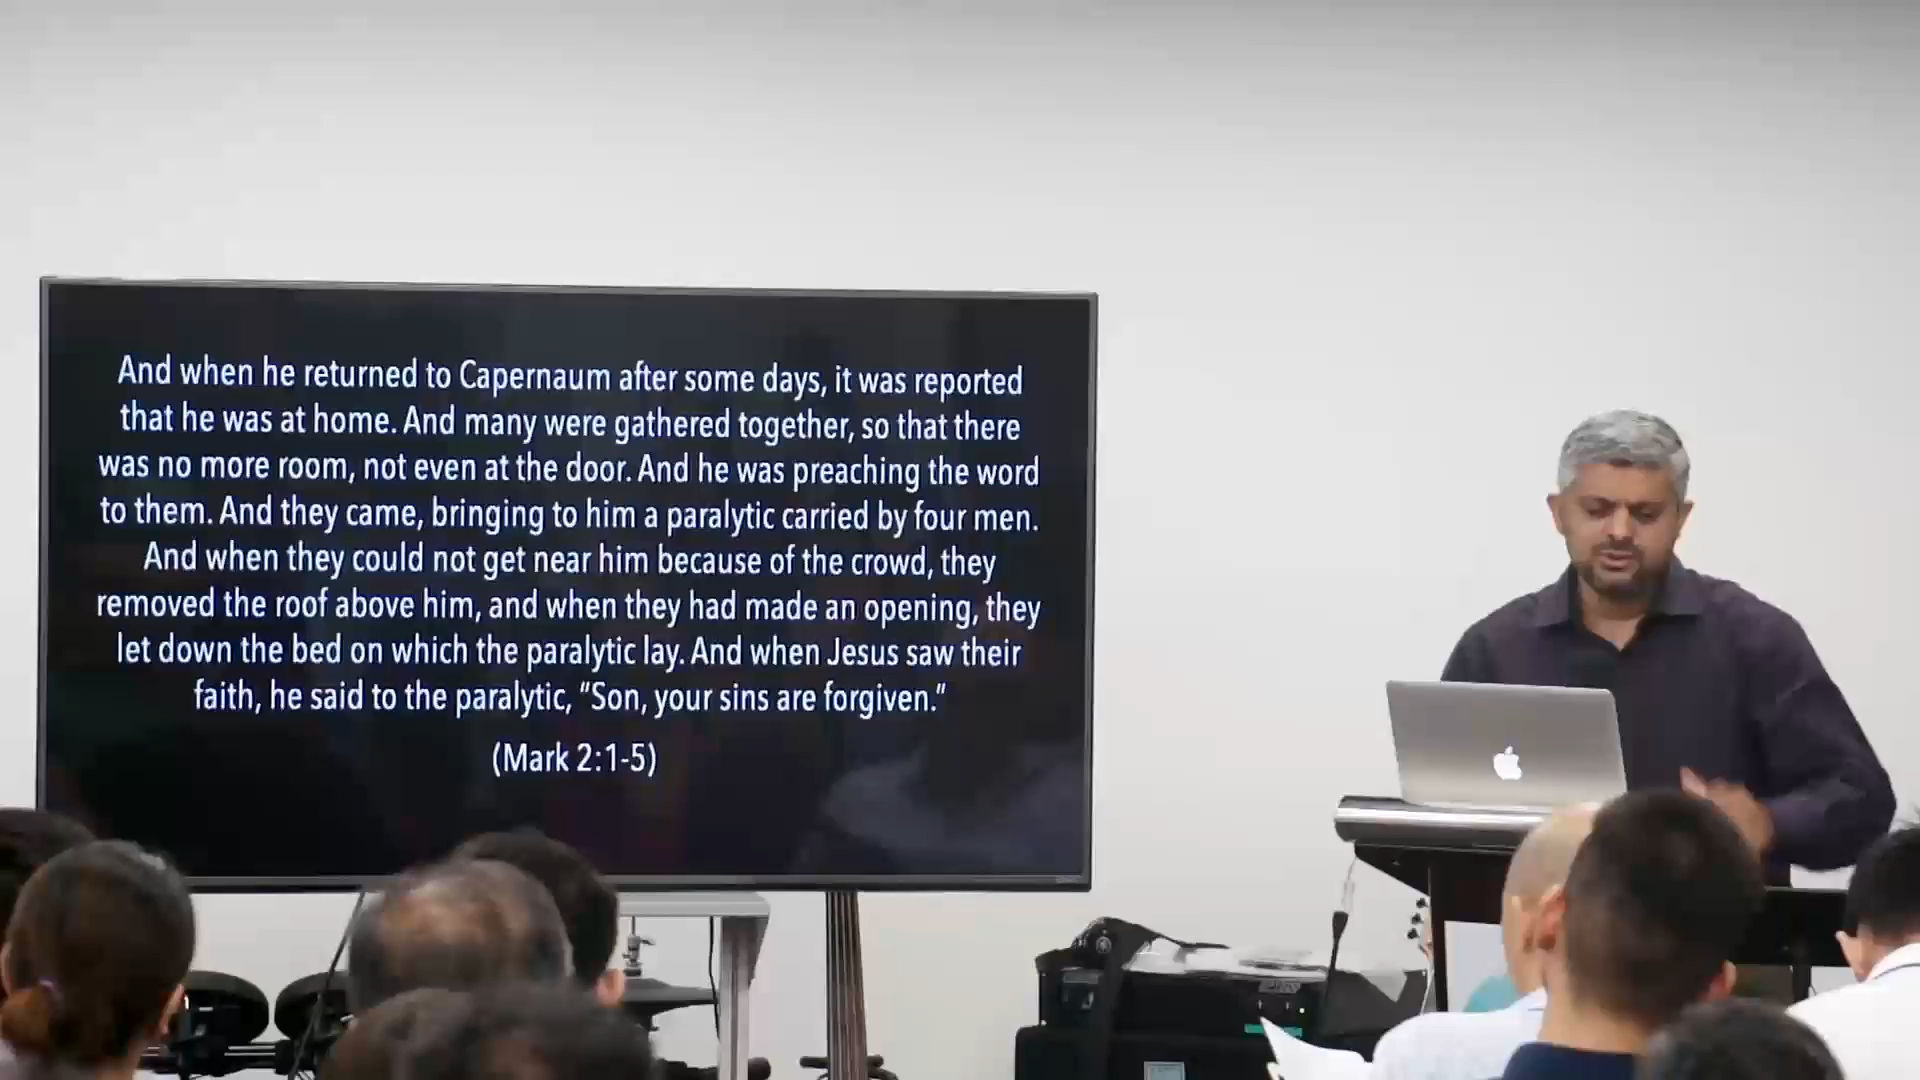 And when he returned to Capernaum after some days, it was reported
that he was at home. And many were gathered together, so that there
was no more room, not even at the door. And he was preaching the word
to them. And they came, bringing to him a paralytic carried by four men.
And when they could not get near him because of the crowd, they
removed the roof above him, and when they had made an opening, they
let down the bed on which the paralytic lay. And when Jesus saw their
faith, he said to the paralytic, “Son, your sins are forgiven.”
(Mark 2:1-5)